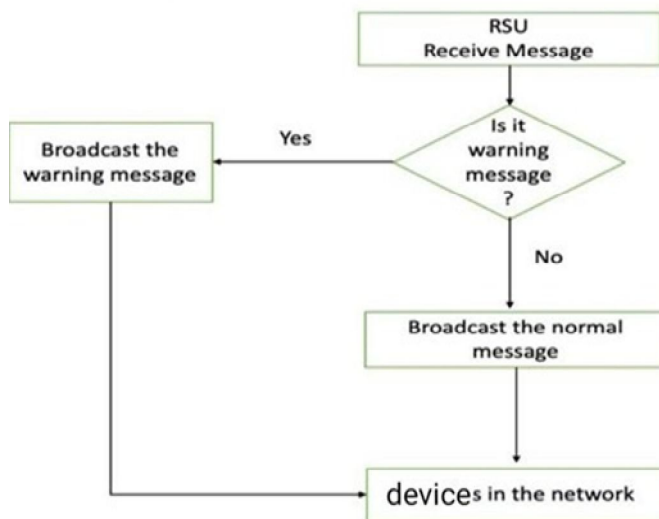 RSU
Receive Message
Is it
warning
message
?
Yes
Broadcast the
warning message
No
Broadcast the normal
message
devices in the network